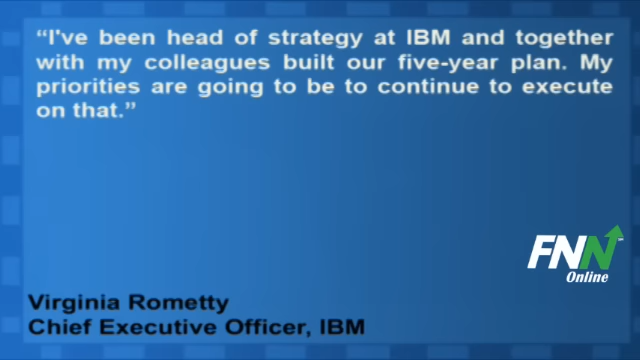 “I've been head of strategy at IBM and together
with my colleagues built our five-year plan. My
priorities are going to be to continue to execute
on that.”
FNN
Online
Virginia Rometty
Chief Executive Officer, IBM